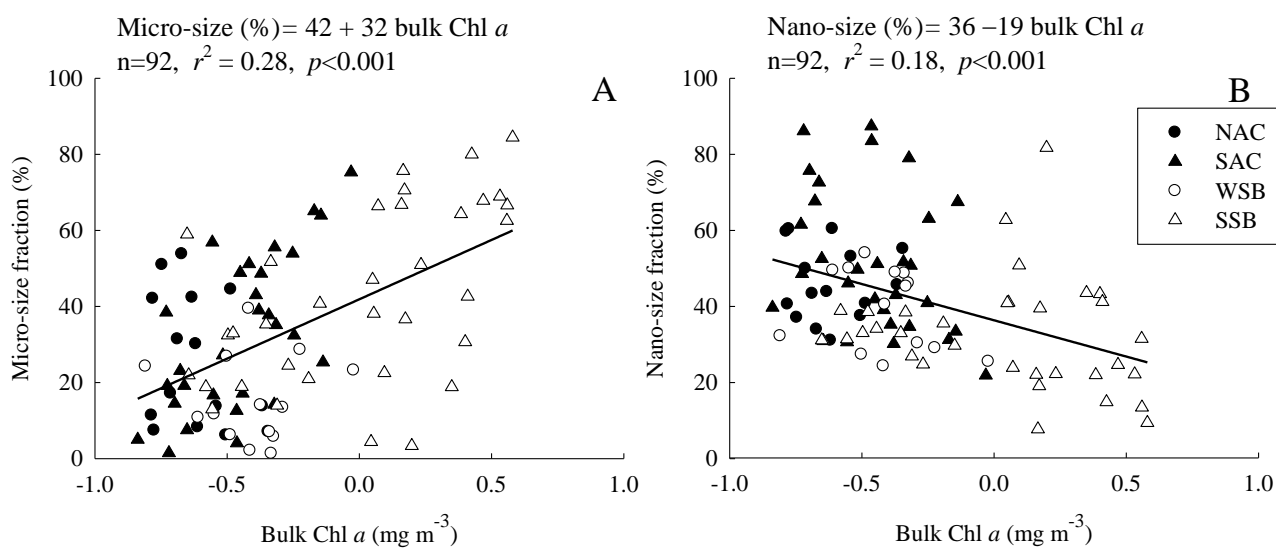 Micro-size (%)= 42 + 32 bulk Chl a
n=92, r² = 0.28, p<0.001
A
100
80
60
40
20
0
Micro-size fraction (%)
-1.0 -0.5 0.0 0.5 1.0
Bulk Chl a (mg m⁻³)
Nano-size (%)= 36 –19 bulk Chl a
n=92, r² = 0.18, p<0.001
B
100
80
60
40
20
0
Nano-size fraction (%)
NAC
SAC
WSB
SSB
-1.0 -0.5 0.0 0.5 1.0
Bulk Chl a (mg m⁻³)